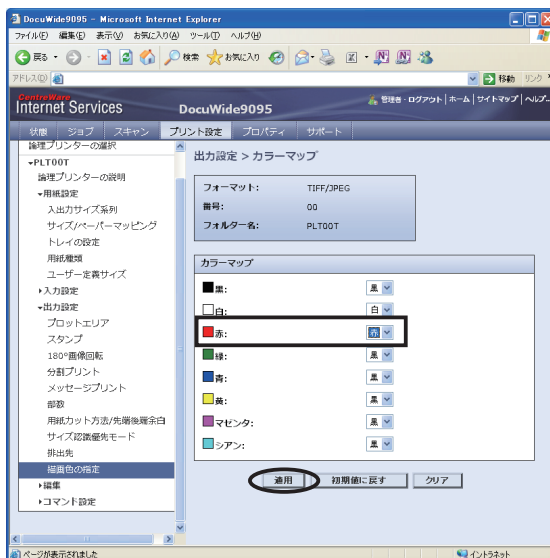 DocuWide9095 - Microsoft Internet Explorer
ファイル(F) 編集(E) 表示(V) お気に入り(A) ツール(T) ヘルプ(H)
戻る 検索 お気に入り
アドレス(D) 移動 リンク
CentreWare
Internet Services DocuWide9095 管理者 - ログアウト | ホーム | サイトマップ | ヘルプ
状態 ジョブ スキャン プリント設定 プロパティ サポート
論理プリンターの選択
▾PLT00T
論理プリンターの説明
▾用紙設定
入出力サイズ系列
サイズ/ペーパーマッピング
トレイの設定
用紙種類
ユーザー定義サイズ
▸入力設定
▾出力設定
プロットエリア
スタンプ
180°画像回転
分割プリント
メッセージプリント
部数
用紙カット方法/先端後端余白
サイズ認識優先モード
排出先
描画色の指定
▸編集
▸コマンド設定
出力設定 > カラーマップ
フォーマット: TIFF/JPEG
番号: 00
フォルダー名: PLT00T
カラーマップ
黒: 黒
白: 白
赤: 赤
緑: 黒
青: 黒
黄: 黒
マゼンタ: 黒
シアン: 黒
適用 初期値に戻す クリア
ページが表示されました イントラネット